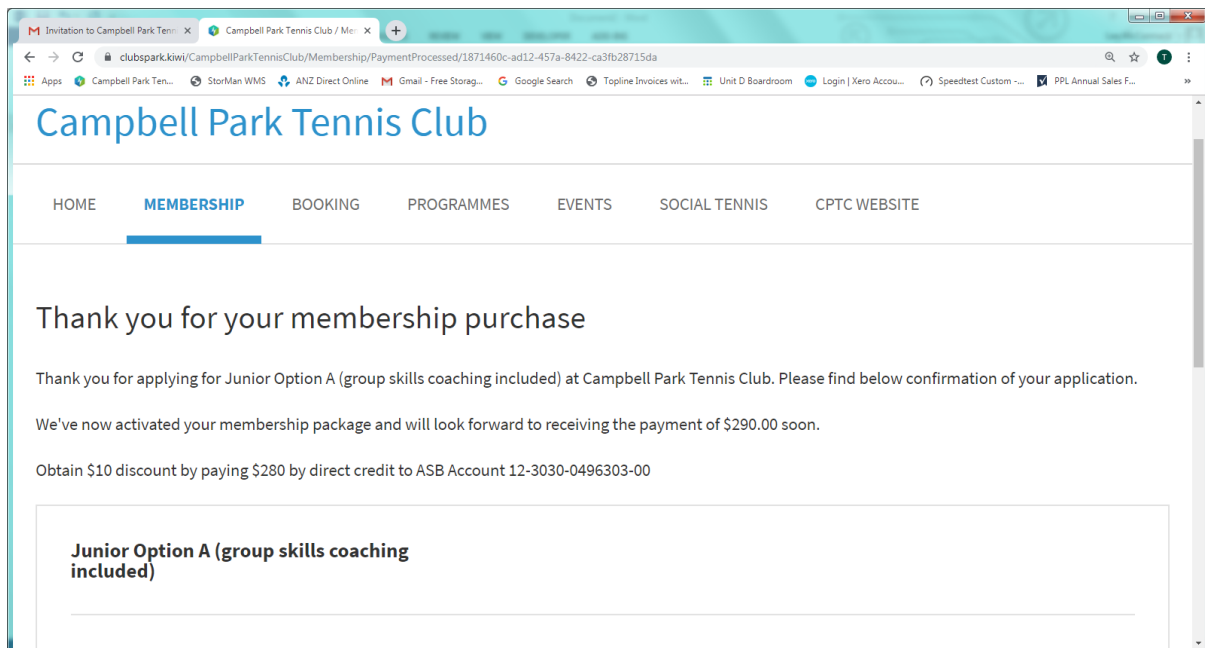 Invitation to Campbell Park Tenn
Campbell Park Tennis Club / Me
clubspark.kiwi/CampbellParkTennisClub/Membership/PaymentProcessed/1871460c-ad12-457a-8422-ca3fb28715da
T
Apps Campbell Park Ten... StorMan WMS ANZ Direct Online Gmail - Free Storag... Google Search Topline Invoices wit... Unit D Boardroom Login | Xero Accou... Speedtest Custom -... PPL Annual Sales F... »
Campbell Park Tennis Club
HOME MEMBERSHIP BOOKING PROGRAMMES EVENTS SOCIAL TENNIS CPTC WEBSITE
Thank you for your membership purchase
Thank you for applying for Junior Option A (group skills coaching included) at Campbell Park Tennis Club. Please find below confirmation of your application.
We've now activated your membership package and will look forward to receiving the payment of $290.00 soon.
Obtain $10 discount by paying $280 by direct credit to ASB Account 12-3030-0496303-00
Junior Option A (group skills coaching
included)